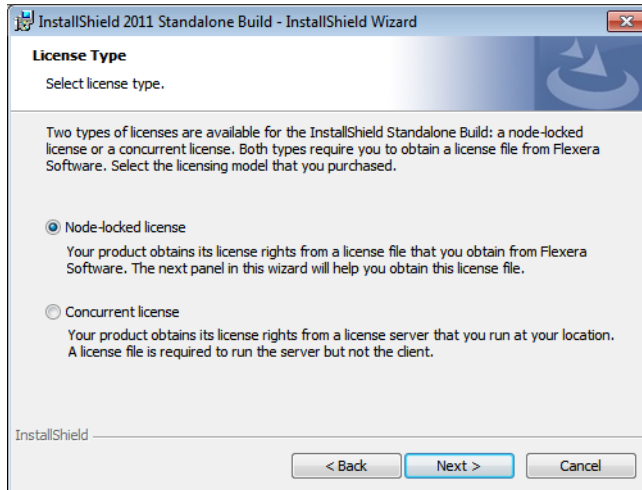 InstallShield 2011 Standalone Build - InstallShield Wizard
License Type
Select license type.
Two types of licenses are available for the InstallShield Standalone Build: a node-locked
license or a concurrent license. Both types require you to obtain a license file from Flexera
Software. Select the licensing model that you purchased.
Node-locked license
Your product obtains its license rights from a license file that you obtain from Flexera
Software. The next panel in this wizard will help you obtain this license file.
Concurrent license
Your product obtains its license rights from a license server that you run at your location.
A license file is required to run the server but not the client.
InstallShield
< Back Next > Cancel